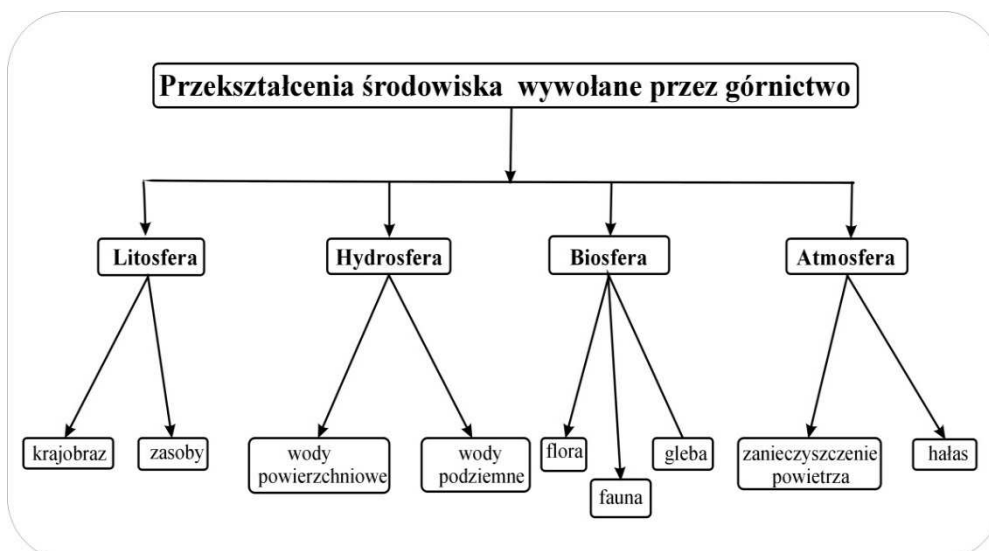 Przekształcenia środowiska wywołane przez górnictwo
Litosfera
Hydrosfera
Biosfera
Atmosfera
krajobraz
zasoby
wody
powierzchniowe
wody
podziemne
flora
fauna
gleba
zanieczyszczenie
powietrza
hałas